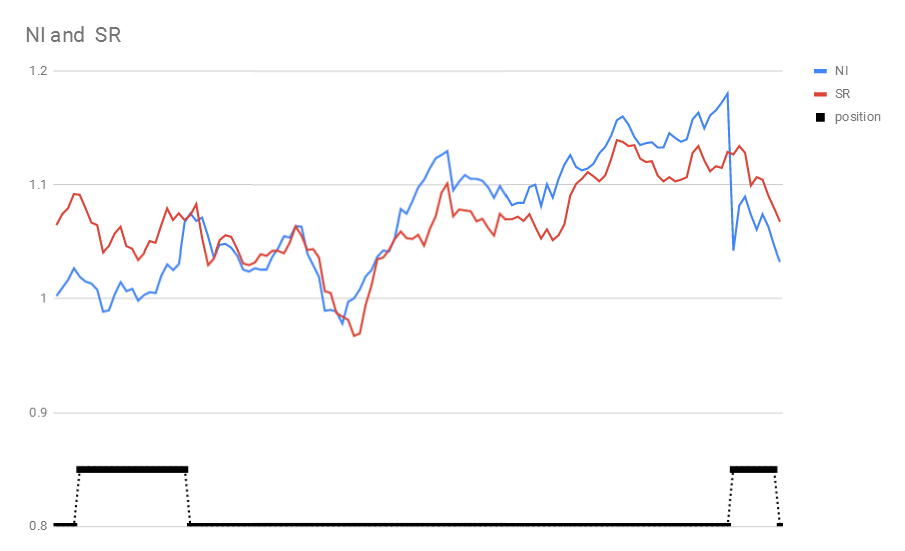 NI and SR
1.2
1.1
1
0.9
0.8
NI
SR
position